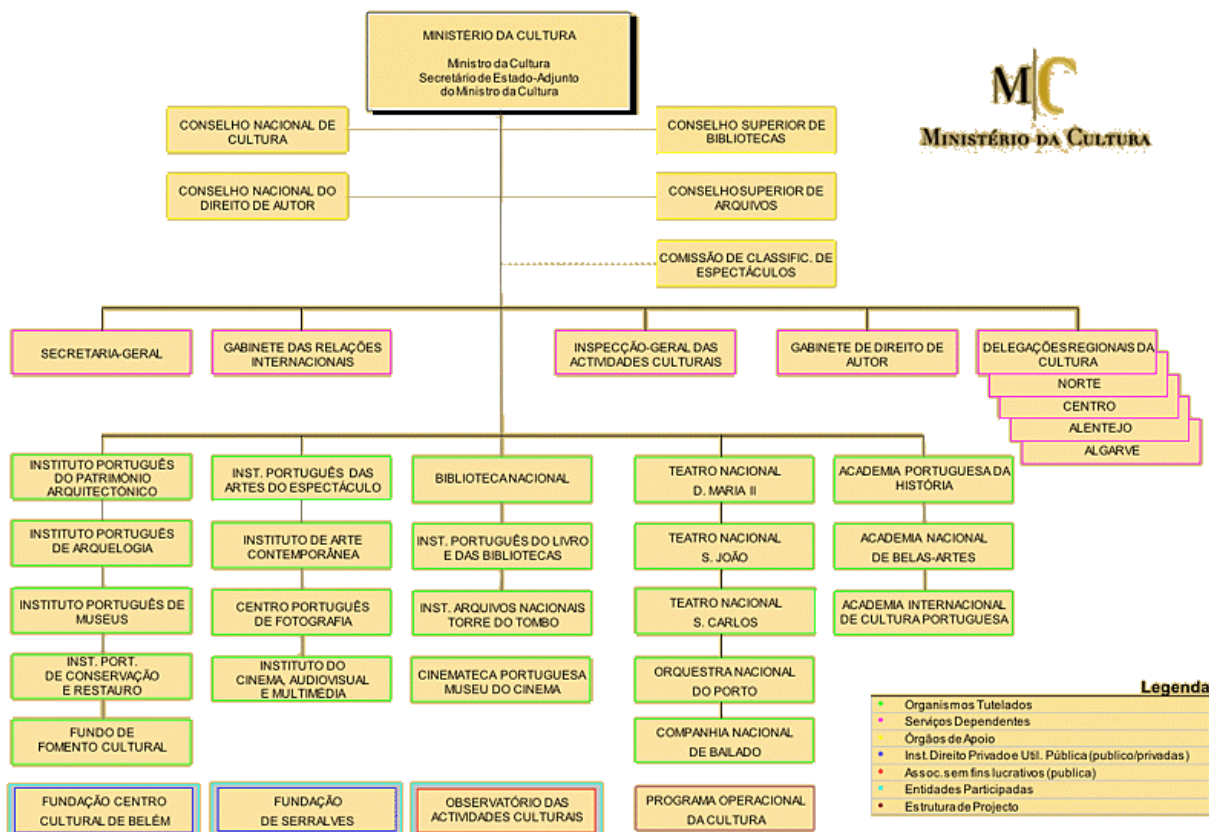 MINISTÉRIO DA CULTURA
Ministro da Cultura
Secretário de Estado-Adjunto
do Ministro da Cultura
M|C
MINISTÉRIO DA CULTURA
CONSELHO NACIONAL DE
CULTURA
CONSELHO SUPERIOR DE
BIBLIOTECAS
CONSELHO NACIONAL DO
DIREITO DE AUTOR
CONSELHO SUPERIOR DE
ARQUIVOS
COMISSÃO DE CLASSIFIC. DE
ESPECTÁCULOS
SECRETARIA-GERAL
GABINETE DAS RELAÇÕES
INTERNACIONAIS
INSPECÇÃO-GERAL DAS
ACTIVIDADES CULTURAIS
GABINETE DE DIREITO DE
AUTOR
DELEGAÇÕES REGIONAIS DA
CULTURA
NORTE
CENTRO
ALENTEJO
ALGARVE
INSTITUTO PORTUGUÊS
DO PATRIMÓNIO
ARQUITECTÓNICO
INST. PORTUGUÊS DAS
ARTES DO ESPECTÁCULO
BIBLIOTECA NACIONAL
TEATRO NACIONAL
D. MARIA II
ACADEMIA PORTUGUESA DA
HISTÓRIA
INSTITUTO PORTUGUÊS
DE ARQUELOGIA
INSTITUTO DE ARTE
CONTEMPORÂNEA
INST. PORTUGUÊS DO LIVRO
E DAS BIBLIOTECAS
TEATRO NACIONAL
S. JOÃO
ACADEMIA NACIONAL
DE BELAS-ARTES
INSTITUTO PORTUGUÊS DE
MUSEUS
CENTRO PORTUGUÊS
DE FOTOGRAFIA
INST. ARQUIVOS NACIONAIS
TORRE DO TOMBO
TEATRO NACIONAL
S. CARLOS
ACADEMIA INTERNACIONAL
DE CULTURA PORTUGUESA
INST. PORT.
DE CONSERVAÇÃO
E RESTAURO
INSTITUTO DO
CINEMA, AUDIOVISUAL
E MULTIMÉDIA
CINEMATECA PORTUGUESA
MUSEU DO CINEMA
ORQUESTRA NACIONAL
DO PORTO
FUNDO DE
FOMENTO CULTURAL
COMPANHIA NACIONAL
DE BAILADO
FUNDAÇÃO CENTRO
CULTURAL DE BELÉM
FUNDAÇÃO
DE SERRALVES
OBSERVATÓRIO DAS
ACTIVIDADES CULTURAIS
PROGRAMA OPERACIONAL
DA CULTURA
Legenda
Organismos Tutelados
Serviços Dependentes
Órgãos de Apoio
Inst. Direito Privado e Util. Pública (publico/privadas)
Assoc. sem fins lucrativos (publica)
Entidades Participadas
Estrutura de Projecto